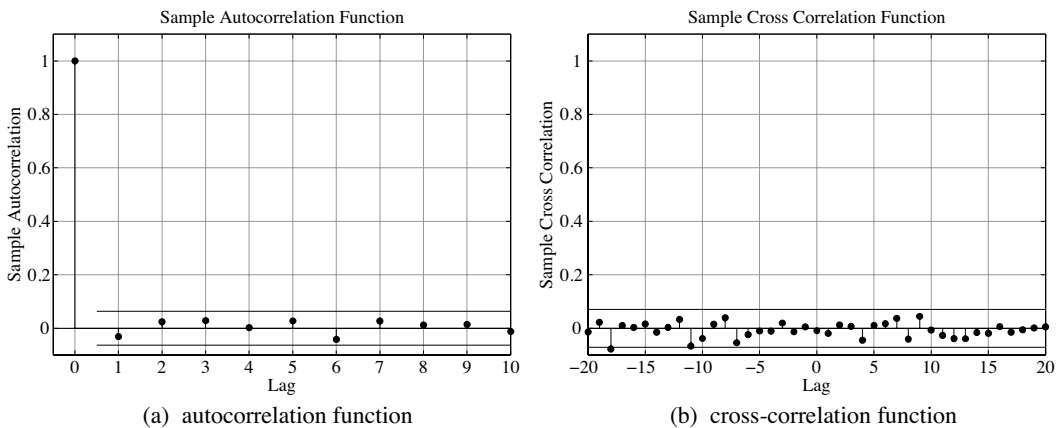 Sample Autocorrelation Function
Sample Autocorrelation
1
0.8
0.6
0.4
0.2
0
0 1 2 3 4 5 6 7 8 9 10
Lag
(a) autocorrelation function
Sample Cross Correlation Function
Sample Cross Correlation
1
0.8
0.6
0.4
0.2
0
−20 −15 −10 −5 0 5 10 15 20
Lag
(b) cross-correlation function